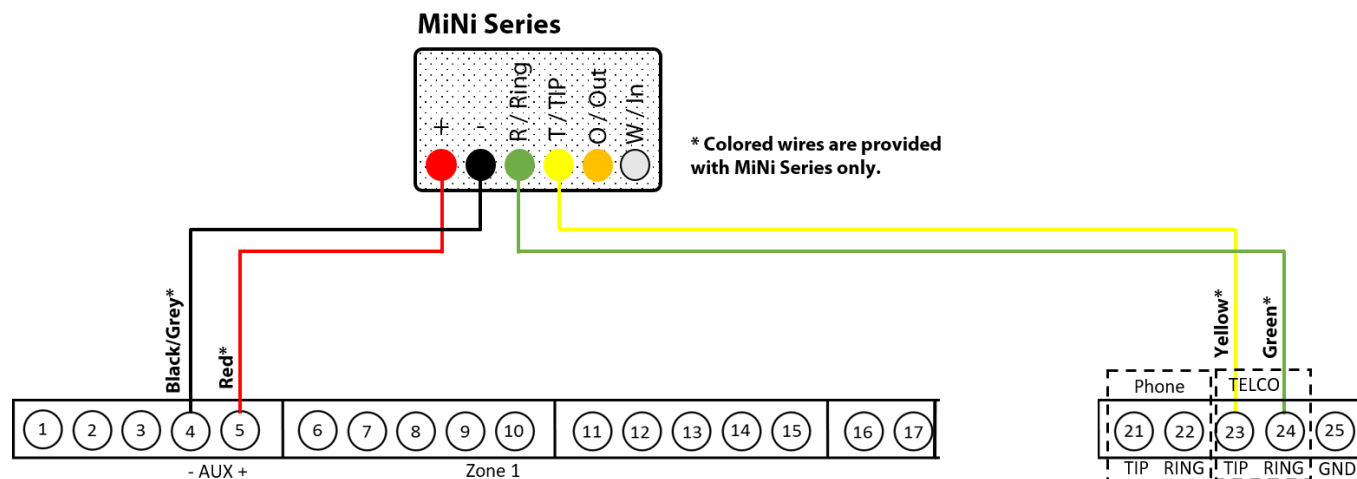 MiNi Series
+
-
R / Ring
T / TIP
O / Out
W / In
* Colored wires are provided
with MiNi Series only.
Black/Grey*
Red*
Yellow*
Green*
Phone
TELCO
1 2 3 4 5 6 7 8 9 10 11 12 13 14 15 16 17 21 22 23 24 25
- AUX +
Zone 1
TIP RING TIP RING GND